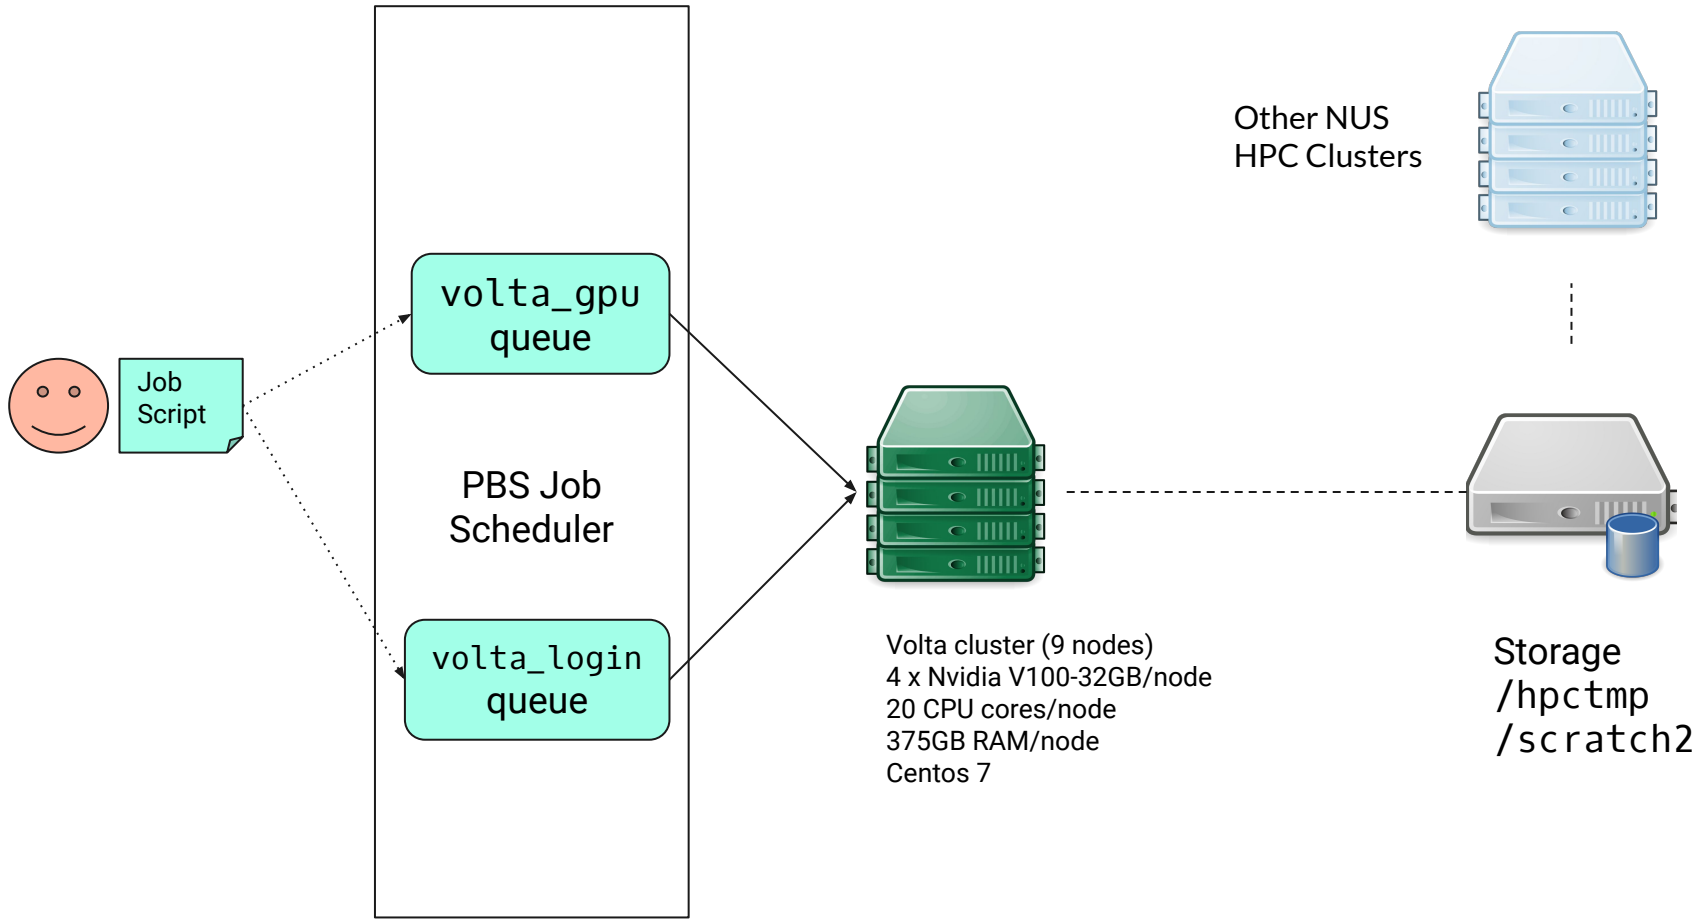 Other NUS
HPC Clusters
volta_gpu
queue
Job
Script
PBS Job
Scheduler
volta_login
queue
Volta cluster (9 nodes)
4 x Nvidia V100-32GB/node
20 CPU cores/node
375GB RAM/node
Centos 7
Storage
/hpctmp
/scratch2